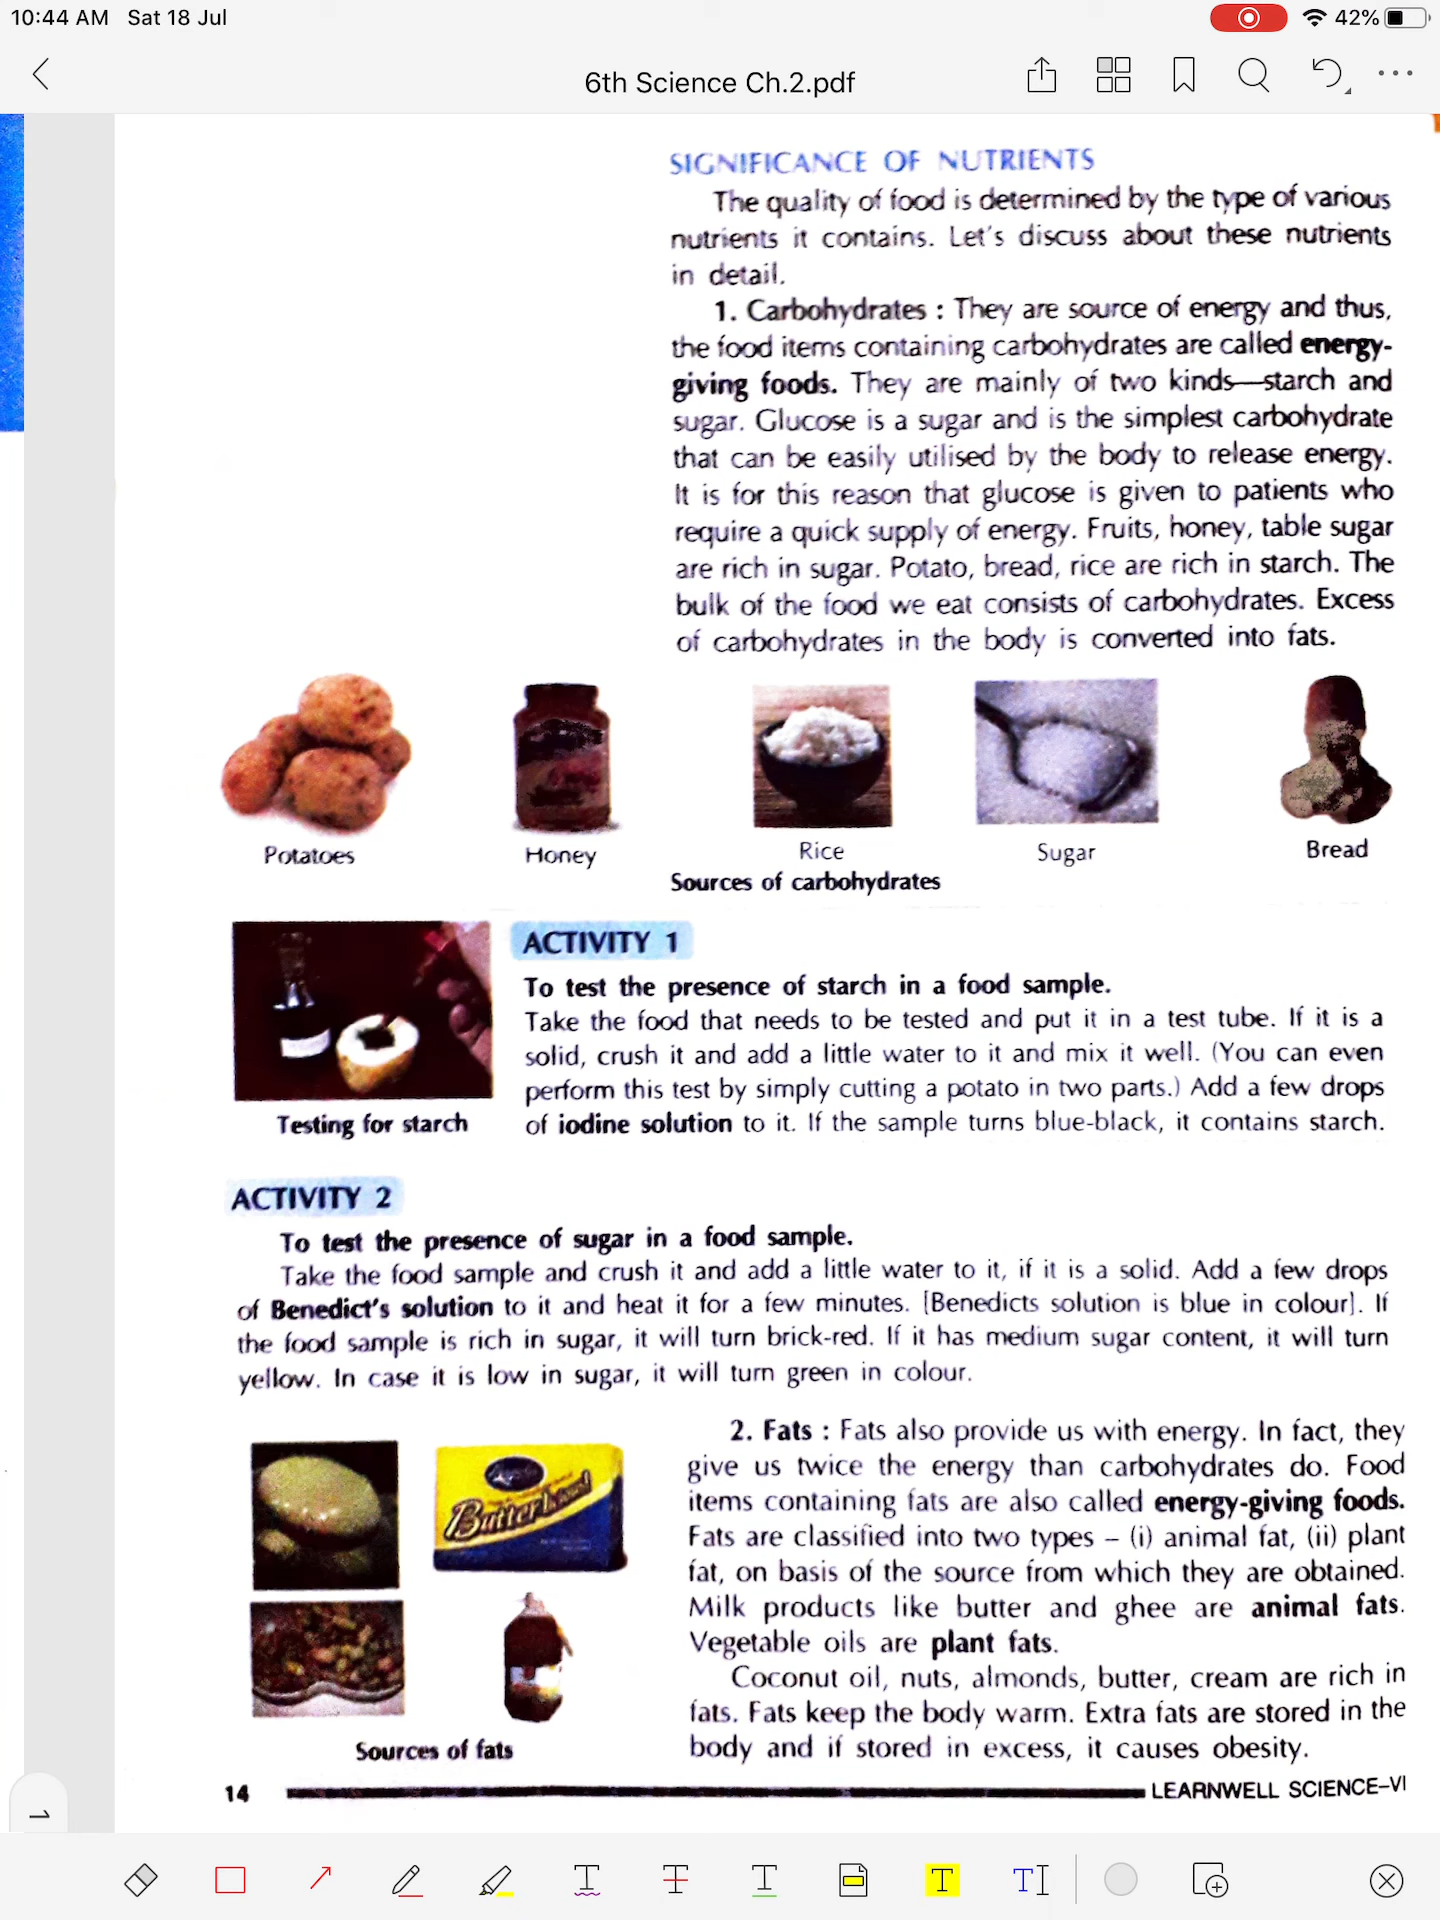 10:44 AM Sat 18 Jul
42%
6th Science Ch.2.pdf
SIGNIFICANCE OF NUTRIENTS
The quality of food is determined by the type of various
nutrients it contains. Let's discuss about these nutrients
in detail.
1. Carbohydrates : They are source of energy and thus,
the food items containing carbohydrates are called energy-
giving foods. They are mainly of two kinds—starch and
sugar. Glucose is a sugar and is the simplest carbohydrate
that can be easily utilised by the body to release energy.
It is for this reason that glucose is given to patients who
require a quick supply of energy. Fruits, honey, table sugar
are rich in sugar. Potato, bread, rice are rich in starch. The
bulk of the food we eat consists of carbohydrates. Excess
of carbohydrates in the body is converted into fats.
Potatoes
Honey
Rice
Sugar
Bread
Sources of carbohydrates
ACTIVITY 1
To test the presence of starch in a food sample.
Take the food that needs to be tested and put it in a test tube. If it is a
solid, crush it and add a little water to it and mix it well. (You can even
perform this test by simply cutting a potato in two parts.) Add a few drops
of iodine solution to it. If the sample turns blue-black, it contains starch.
Testing for starch
ACTIVITY 2
To test the presence of sugar in a food sample.
Take the food sample and crush it and add a little water to it, if it is a solid. Add a few drops
of Benedict's solution to it and heat it for a few minutes. [Benedicts solution is blue in colour]. If
the food sample is rich in sugar, it will turn brick-red. If it has medium sugar content, it will turn
yellow. In case it is low in sugar, it will turn green in colour.
2. Fats : Fats also provide us with energy. In fact, they
give us twice the energy than carbohydrates do. Food
items containing fats are also called energy-giving foods.
Fats are classified into two types – (i) animal fat, (ii) plant
fat, on basis of the source from which they are obtained.
Milk products like butter and ghee are animal fats.
Vegetable oils are plant fats.
Coconut oil, nuts, almonds, butter, cream are rich in
fats. Fats keep the body warm. Extra fats are stored in the
body and if stored in excess, it causes obesity.
Sources of fats
14
LEARNWELL SCIENCE–VI